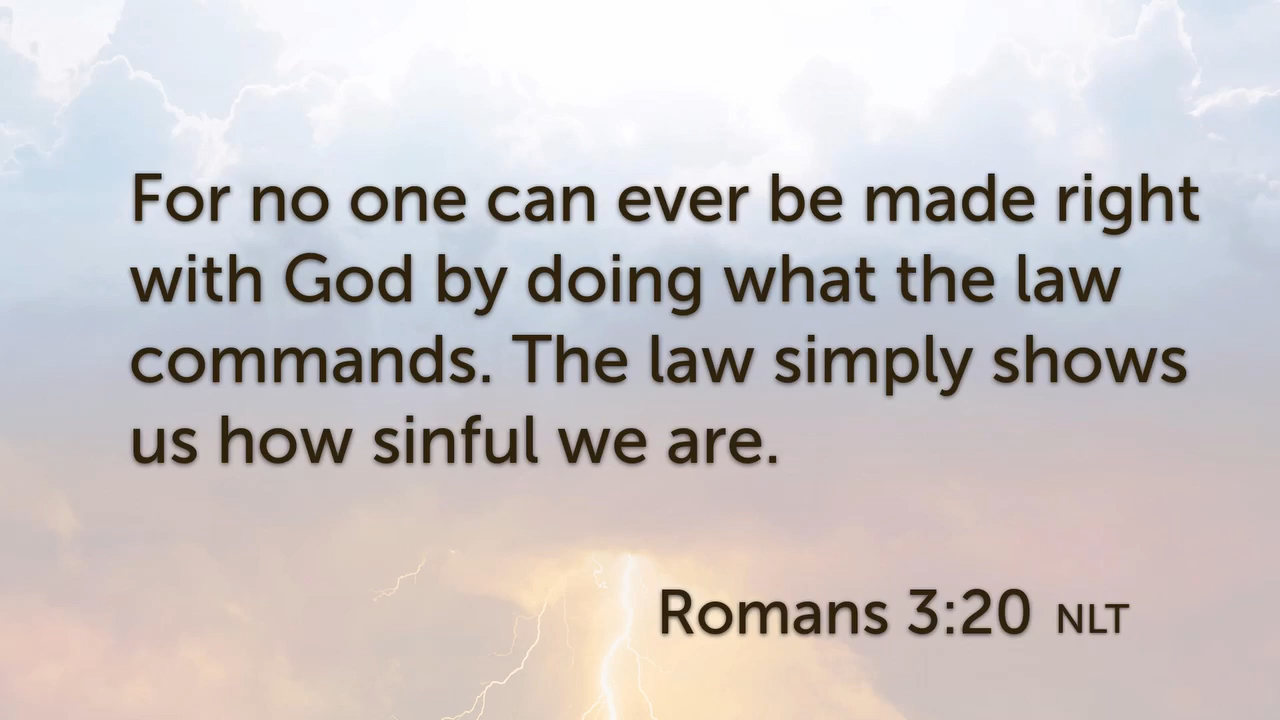 For no one can ever be made right
with God by doing what the law
commands. The law simply shows
us how sinful we are.
Romans 3:20 NLT